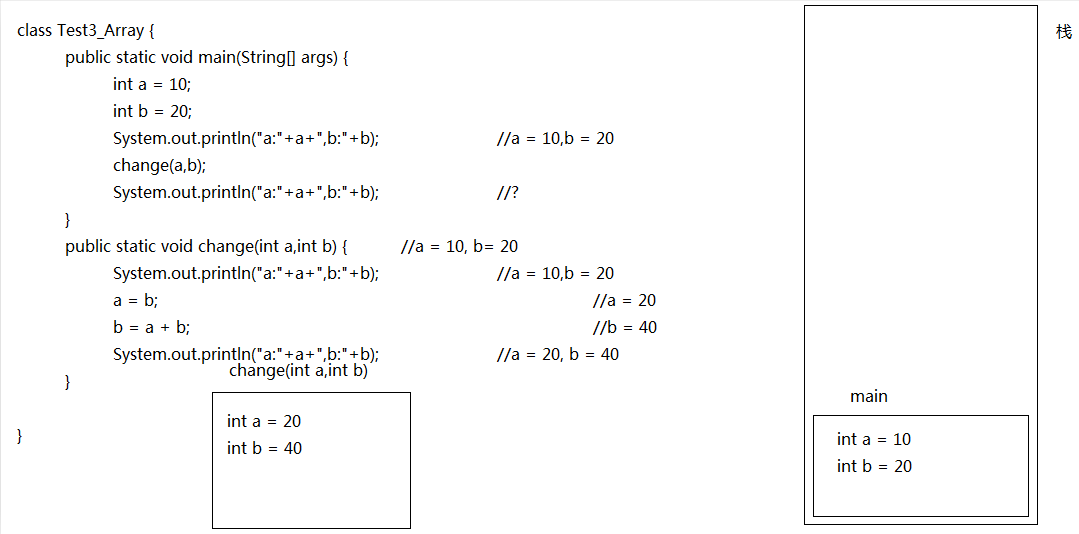 class Test3_Array {
public static void main(String[] args) {
int a = 10;
int b = 20;
System.out.println("a:"+a+",b:"+b); //a = 10,b = 20
change(a,b);
System.out.println("a:"+a+",b:"+b); //?
}
public static void change(int a,int b) { //a = 10, b= 20
System.out.println("a:"+a+",b:"+b); //a = 10,b = 20
a = b; //a = 20
b = a + b; //b = 40
System.out.println("a:"+a+",b:"+b); //a = 20, b = 40
}
}
change(int a,int b)
int a = 20
int b = 40
栈
main
int a = 10
int b = 20